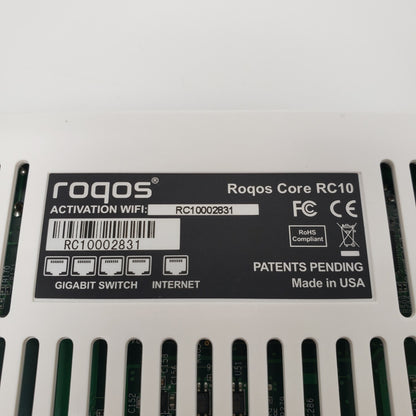 roqos®
Roqos Core RC10
ACTIVATION WIFI: RC10002831
FC CE
RC10002831
RoHS
Compliant
GIGABIT SWITCH INTERNET
PATENTS PENDING
Made in USA